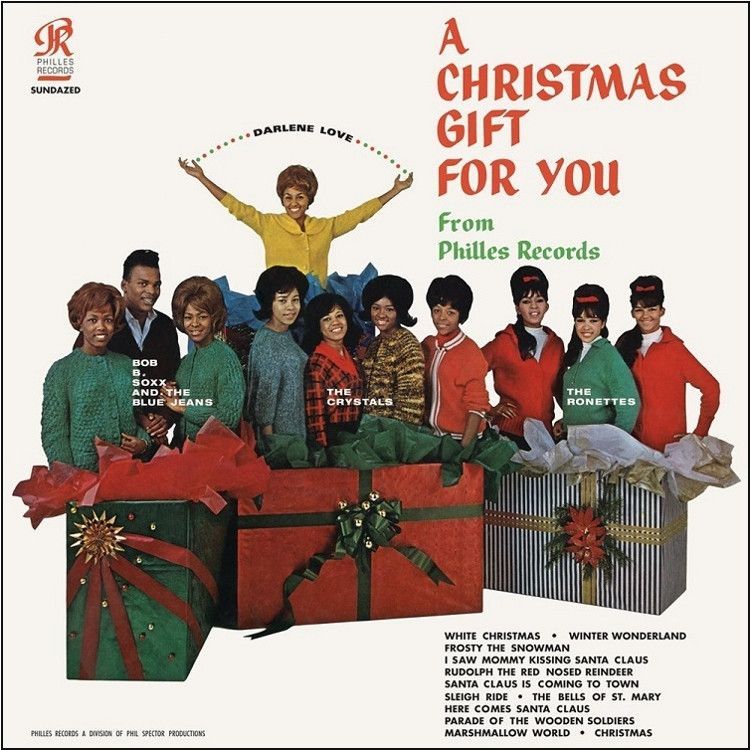 PR
PHILLES
RECORDS
SUNDAZED
A
CHRISTMAS
GIFT
FOR YOU
From
Philles Records
DARLENE LOVE
BOB
B.
SOXX
AND THE
BLUE JEANS
THE
CRYSTALS
THE
RONETTES
WHITE CHRISTMAS • WINTER WONDERLAND
FROSTY THE SNOWMAN
I SAW MOMMY KISSING SANTA CLAUS
RUDOLPH THE RED NOSED REINDEER
SANTA CLAUS IS COMING TO TOWN
SLEIGH RIDE • THE BELLS OF ST. MARY
HERE COMES SANTA CLAUS
PARADE OF THE WOODEN SOLDIERS
MARSHMALLOW WORLD • CHRISTMAS
PHILLES RECORDS A DIVISION OF PHIL SPECTOR PRODUCTIONS